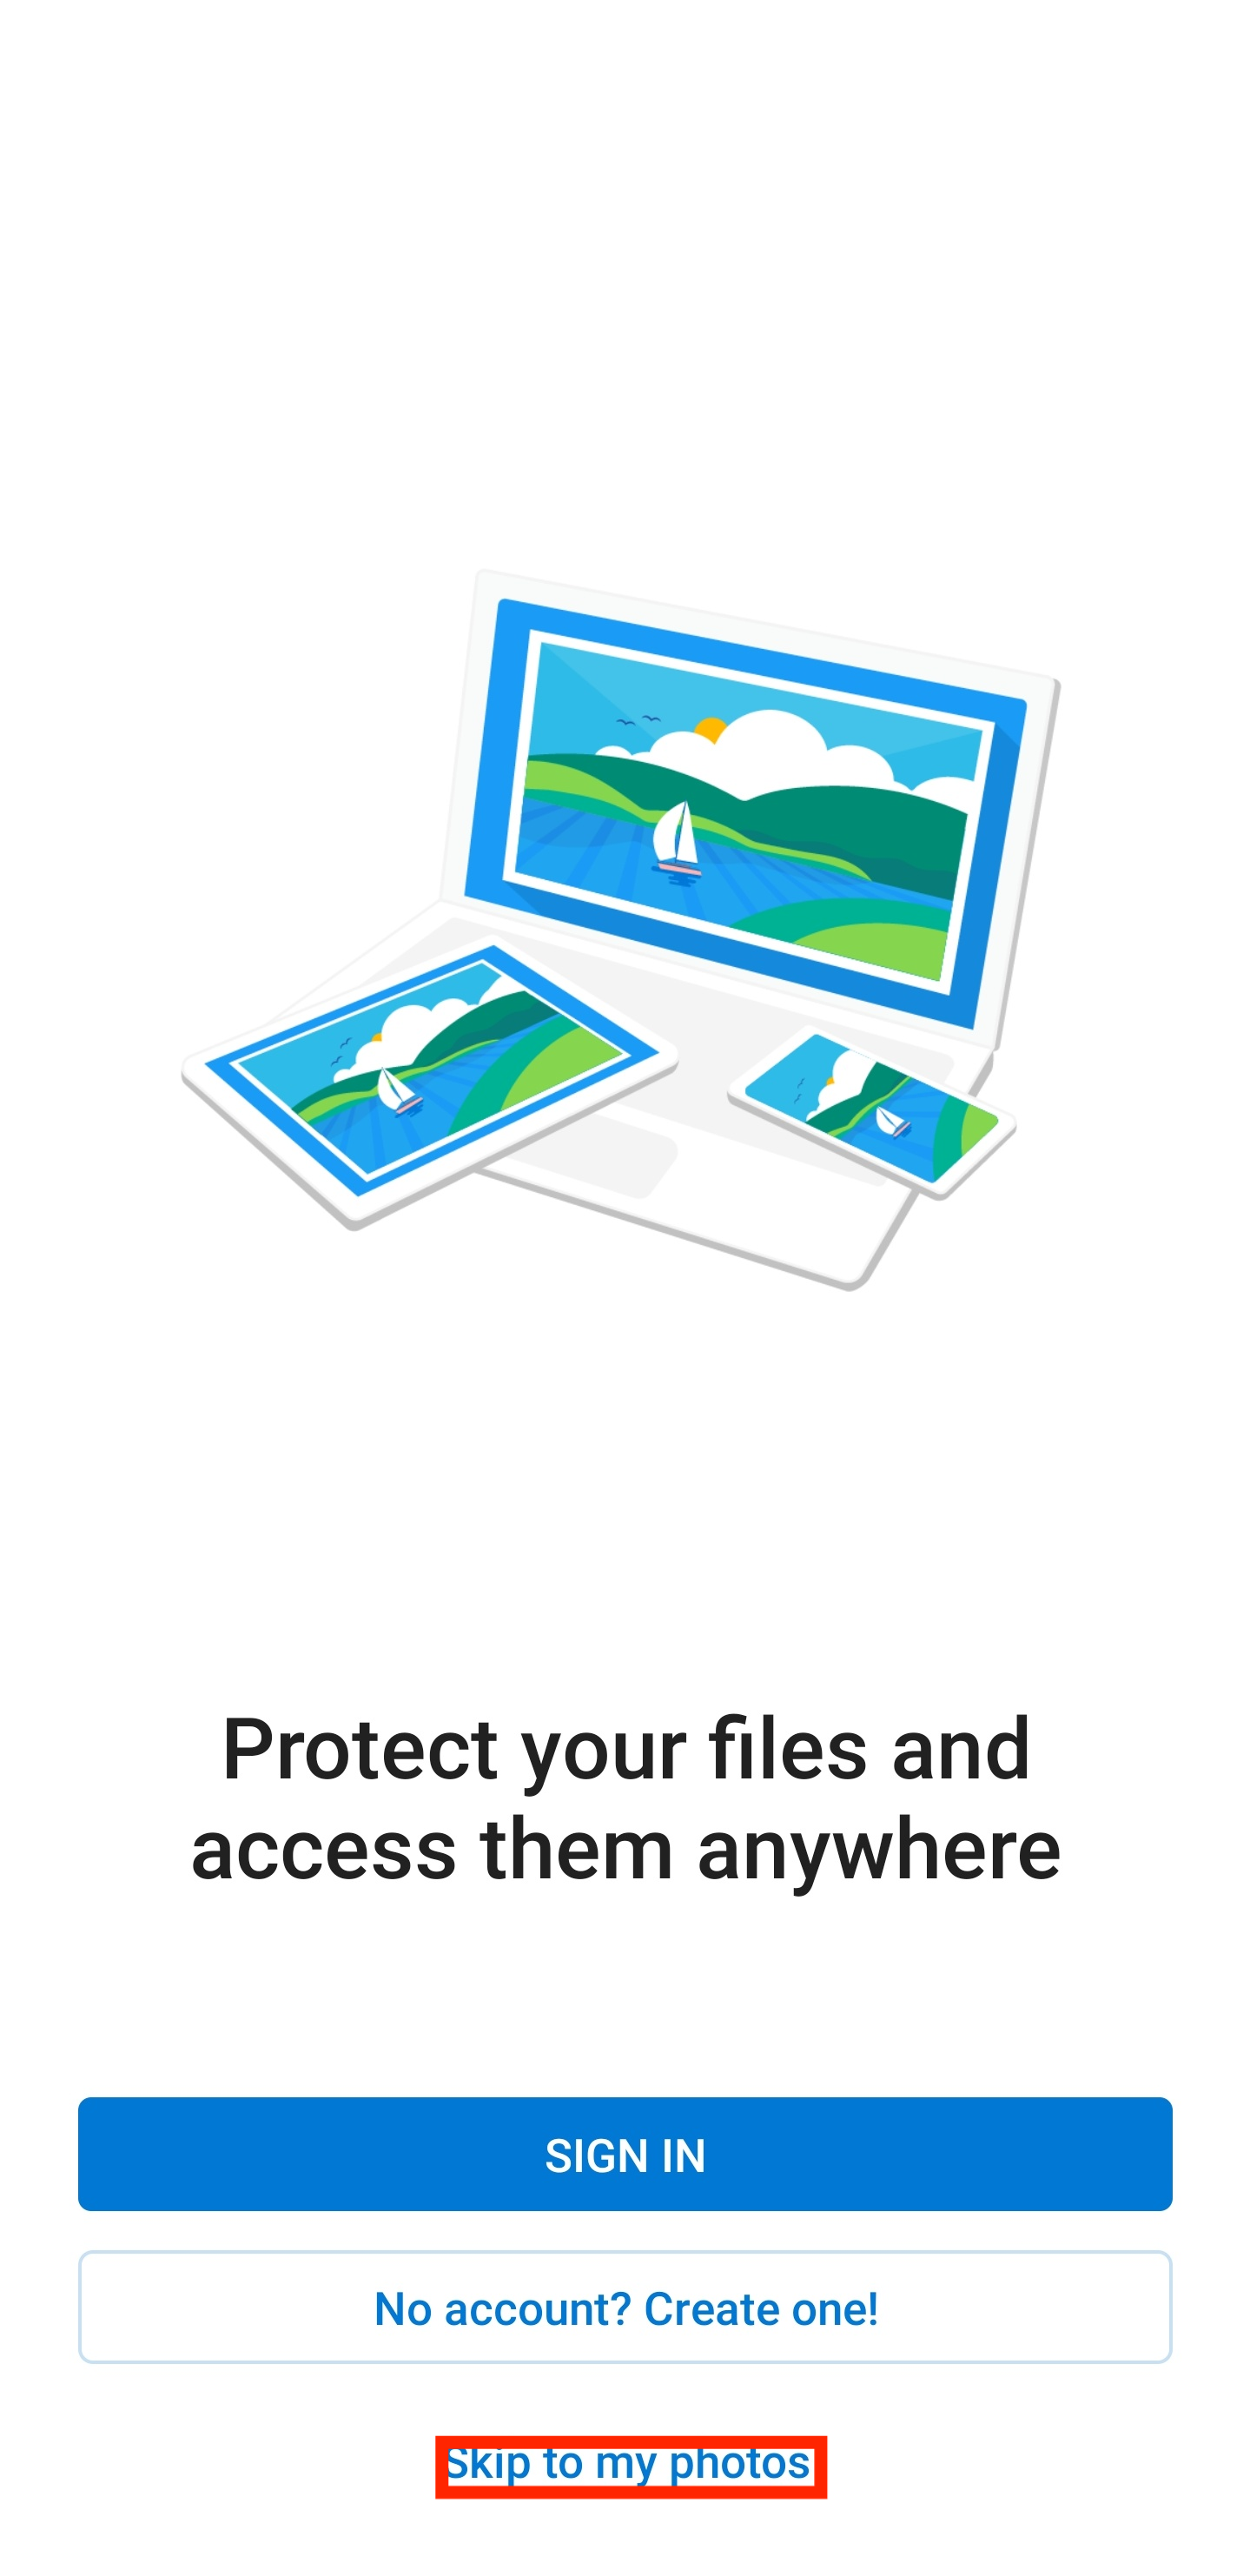 Protect your files and
access them anywhere
SIGN IN
No account? Create one!
Skip to my photos